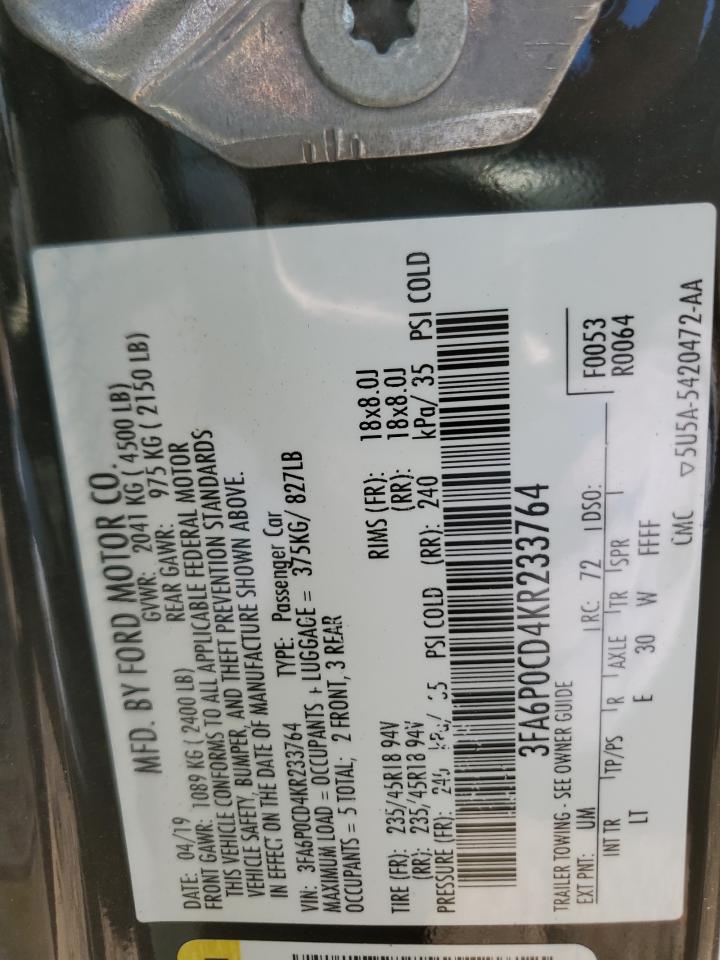 MFD. BY FORD MOTOR CO.
DATE: 04/19 GVWR: 2041 KG ( 4500 LB)
FRONT GAWR: 1089 KG ( 2400 LB) REAR GAWR: 975 KG ( 2150 LB)
THIS VEHICLE CONFORMS TO ALL APPLICABLE FEDERAL MOTOR
VEHICLE SAFETY, BUMPER, AND THEFT PREVENTION STANDARDS
IN EFFECT ON THE DATE OF MANUFACTURE SHOWN ABOVE.
VIN: 3FA6P0CD4KR233764 TYPE: Passenger Car
MAXIMUM LOAD = OCCUPANTS + LUGGAGE = 375KG/ 827LB
OCCUPANTS = 5 TOTAL; 2 FRONT, 3 REAR
TIRE (FR): 235/45R18 94V RIMS (FR): 18x8.0J
(RR): 235/45R18 94V (RR): 18x8.0J
PRESSURE (FR): kPa/ PSI COLD (RR): 240 kPa/ 35 PSI COLD
3FA6P0CD4KR233764
TRAILER TOWING - SEE OWNER GUIDE F0053
EXT PNT: UM RC: 72 DSO: R0064
INT TR TP/PS R AXLE TR SPR
LT E 30 W FFFF
CMC ▽5U5A-5420472-AA